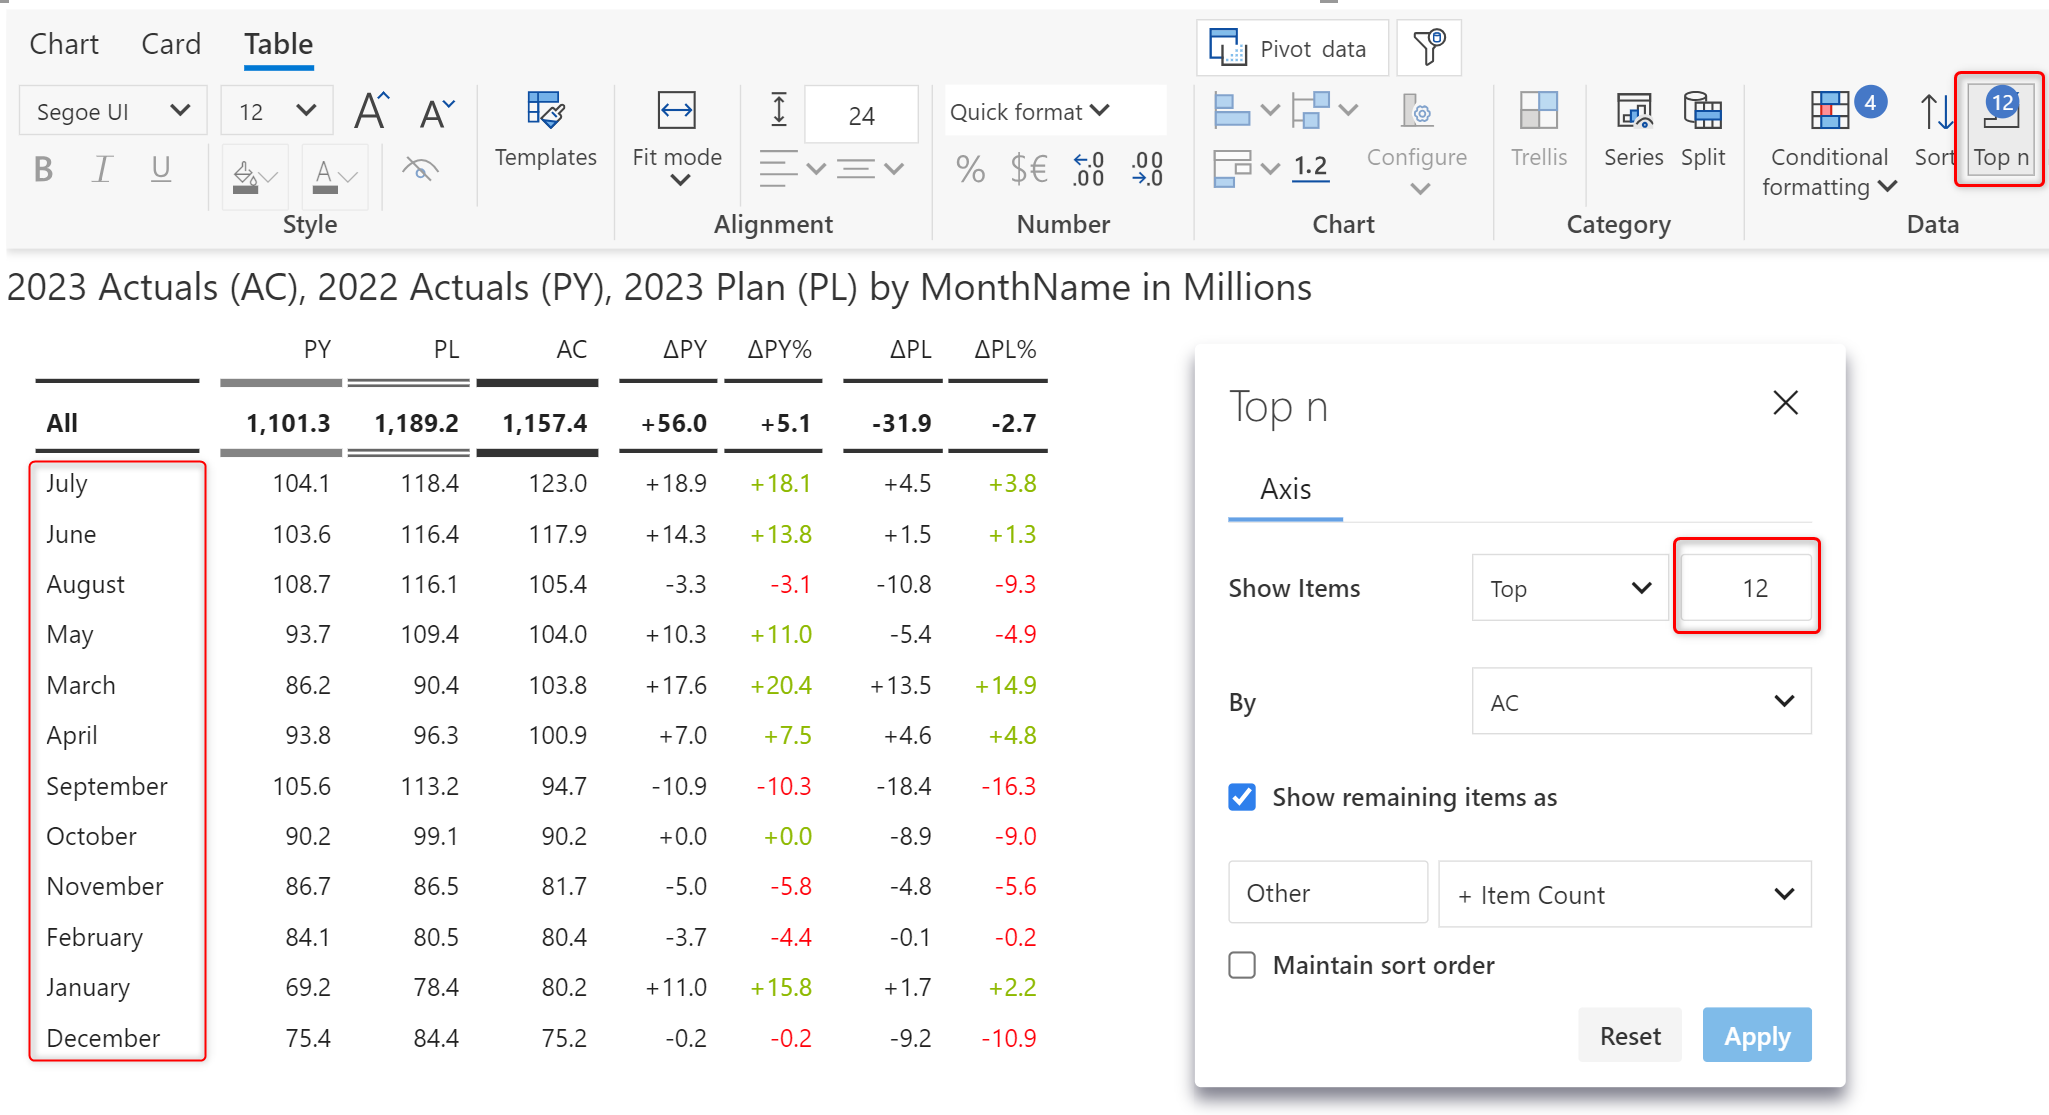 Chart Card Table
Pivot data
Segoe UI 12 A A
24
Quick format
4
12
B I U A
Templates
Fit mode
% $€ .0 .00 .00 .0
1.2
Configure
Trellis
Series
Split
Conditional formatting
Sort
Top n
Style Alignment Number Chart Category Data
2023 Actuals (AC), 2022 Actuals (PY), 2023 Plan (PL) by MonthName in Millions
PY PL AC ΔPY ΔPY% ΔPL ΔPL%
All 1,101.3 1,189.2 1,157.4 +56.0 +5.1 -31.9 -2.7
July 104.1 118.4 123.0 +18.9 +18.1 +4.5 +3.8
June 103.6 116.4 117.9 +14.3 +13.8 +1.5 +1.3
August 108.7 116.1 105.4 -3.3 -3.1 -10.8 -9.3
May 93.7 109.4 104.0 +10.3 +11.0 -5.4 -4.9
March 86.2 90.4 103.8 +17.6 +20.4 +13.5 +14.9
April 93.8 96.3 100.9 +7.0 +7.5 +4.6 +4.8
September 105.6 113.2 94.7 -10.9 -10.3 -18.4 -16.3
October 90.2 99.1 90.2 +0.0 +0.0 -8.9 -9.0
November 86.7 86.5 81.7 -5.0 -5.8 -4.8 -5.6
February 84.1 80.5 80.4 -3.7 -4.4 -0.1 -0.2
January 69.2 78.4 80.2 +11.0 +15.8 +1.7 +2.2
December 75.4 84.4 75.2 -0.2 -0.2 -9.2 -10.9
Top n
Axis
Show Items Top 12
By AC
Show remaining items as
Other + Item Count
Maintain sort order
Reset Apply